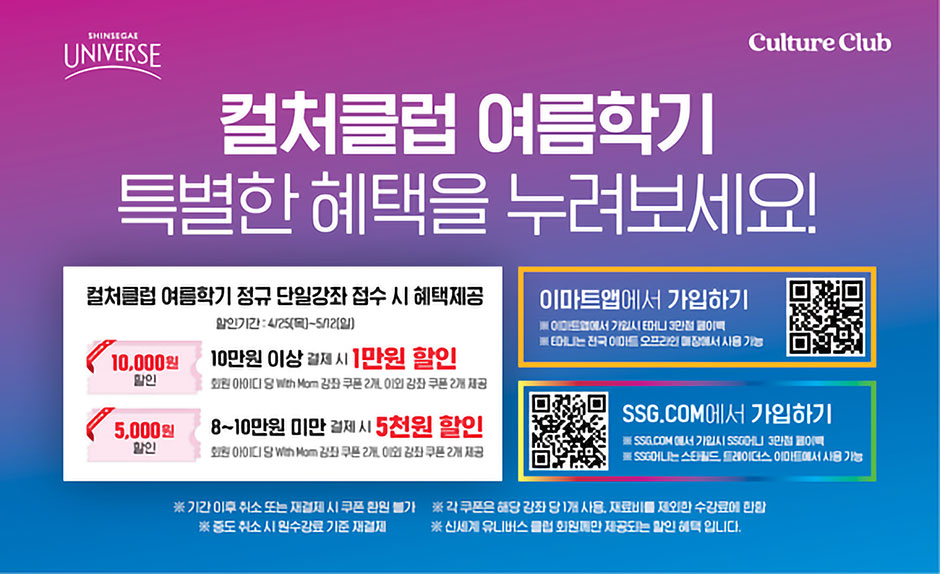 SHINSEGAE
UNIVERSE
Culture Club
컬처클럽 여름학기
특별한 혜택을 누려보세요!
컬처클럽 여름학기 정규 단일강좌 접수 시 혜택제공
할인기간 : 4/25(목)~5/12(일)
10,000원
할인
10만원 이상 결제 시 1만원 할인
회원 아이디 당 With Mom 강좌 쿠폰 2개, 이외 강좌 쿠폰 2개 제공
5,000원
할인
8~10만원 미만 결제 시 5천원 할인
회원 아이디 당 With Mom 강좌 쿠폰 2개, 이외 강좌 쿠폰 2개 제공
이마트앱에서 가입하기
※ 이마트앱에서 가입시 E머니 3만점 페이백
※ E머니는 전국 이마트 오프라인 매장에서 사용 가능
SSG.COM에서 가입하기
※ SSG.COM 에서 가입시 SSG머니 3만점 페이백
※ SSG머니는 스타필드, 트레이더스, 이마트에서 사용 가능
※ 기간 이후 취소 또는 재결제 시 쿠폰 환원 불가
※ 각 쿠폰은 해당 강좌 당 1개 사용, 재료비를 제외한 수강료에 한함
※ 중도 취소 시 원수강료 기준 재결제
※ 신세계 유니버스 클럽 회원께만 제공되는 할인 혜택 입니다.